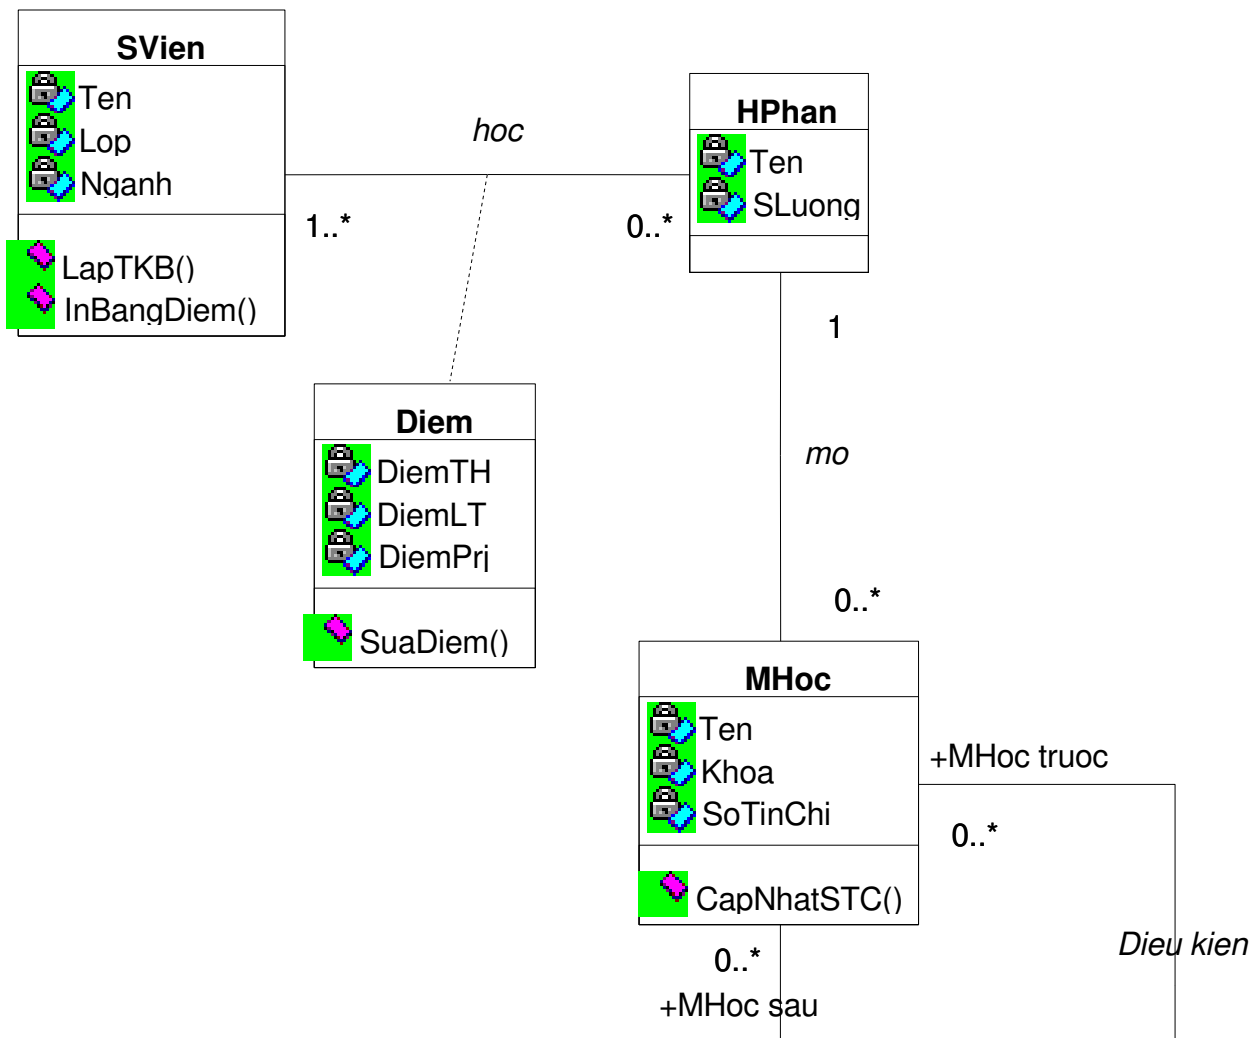 SVien
Ten
Lop
Nganh
LapTKB()
InBangDiem()
hoc
1..*
0..*
HPhan
Ten
SLuong
1
mo
0..*
Diem
DiemTH
DiemLT
DiemPrj
SuaDiem()
MHoc
Ten
Khoa
SoTinChi
CapNhatSTC()
+MHoc truoc
0..*
Dieu kien
0..*
+MHoc sau